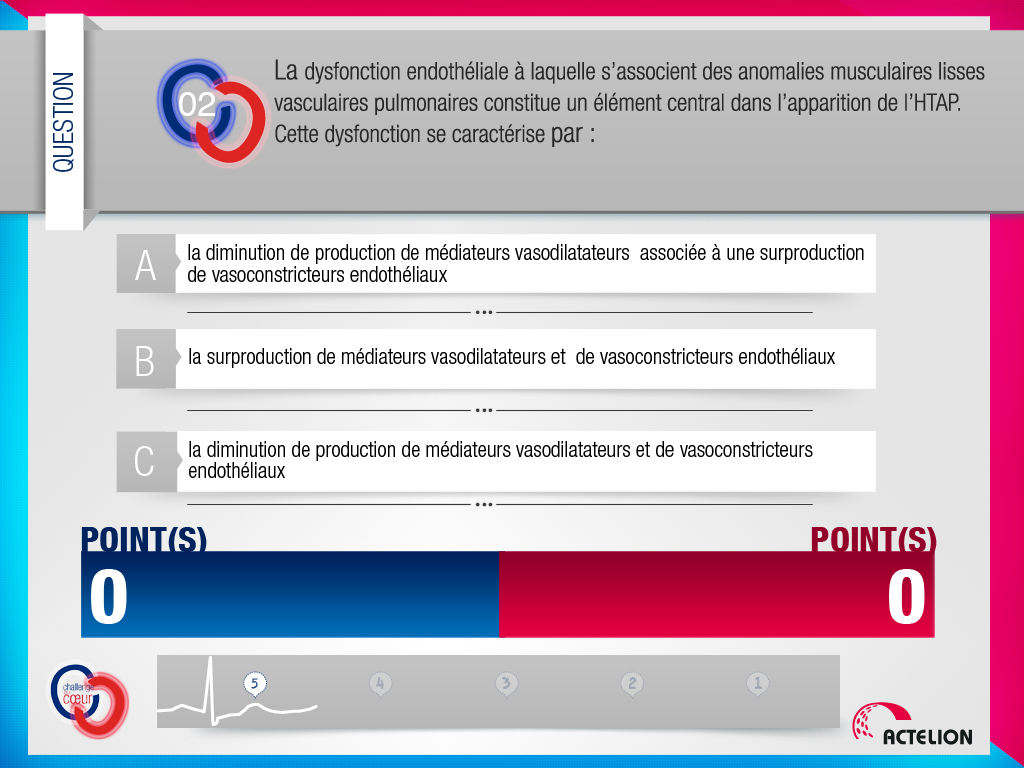 QUESTION
02
La dysfonction endothéliale à laquelle s'associent des anomalies musculaires lisses
vasculaires pulmonaires constitue un élément central dans l'apparition de l'HTAP.
Cette dysfonction se caractérise par :
A
la diminution de production de médiateurs vasodilatateurs associée à une surproduction
de vasoconstricteurs endothéliaux
B
la surproduction de médiateurs vasodilatateurs et de vasoconstricteurs endothéliaux
C
la diminution de production de médiateurs vasodilatateurs et de vasoconstricteurs
endothéliaux
POINT(S)
POINT(S)
0
0
5
4
3
2
1
challenge
cœur
ACTELION